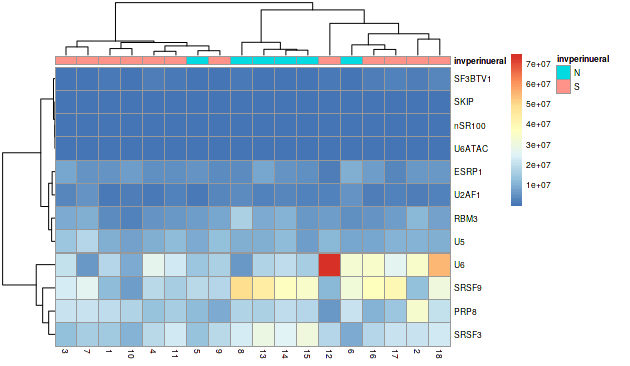 invperinueral
SF3BTV1
SKIP
nSR100
U6ATAC
ESRP1
U2AF1
RBM3
U5
U6
SRSF9
PRP8
SRSF3
3 7 1 10 4 11 5 9 8 13 14 15 12 6 16 17 2 18
7e+07
6e+07
5e+07
4e+07
3e+07
2e+07
1e+07
invperinueral
N
S